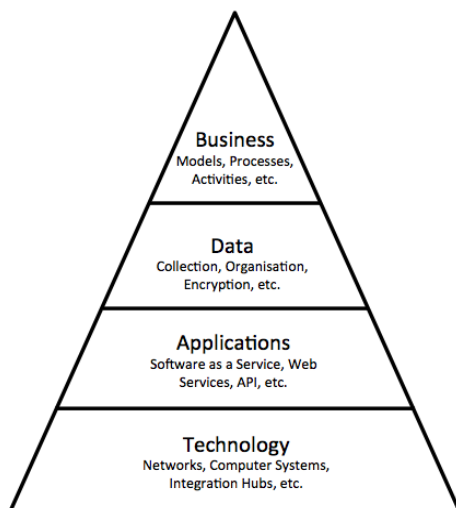 Business
Models, Processes,
Activities, etc.
Data
Collection, Organisation,
Encryption, etc.
Applications
Software as a Service, Web
Services, API, etc.
Technology
Networks, Computer Systems,
Integration Hubs, etc.